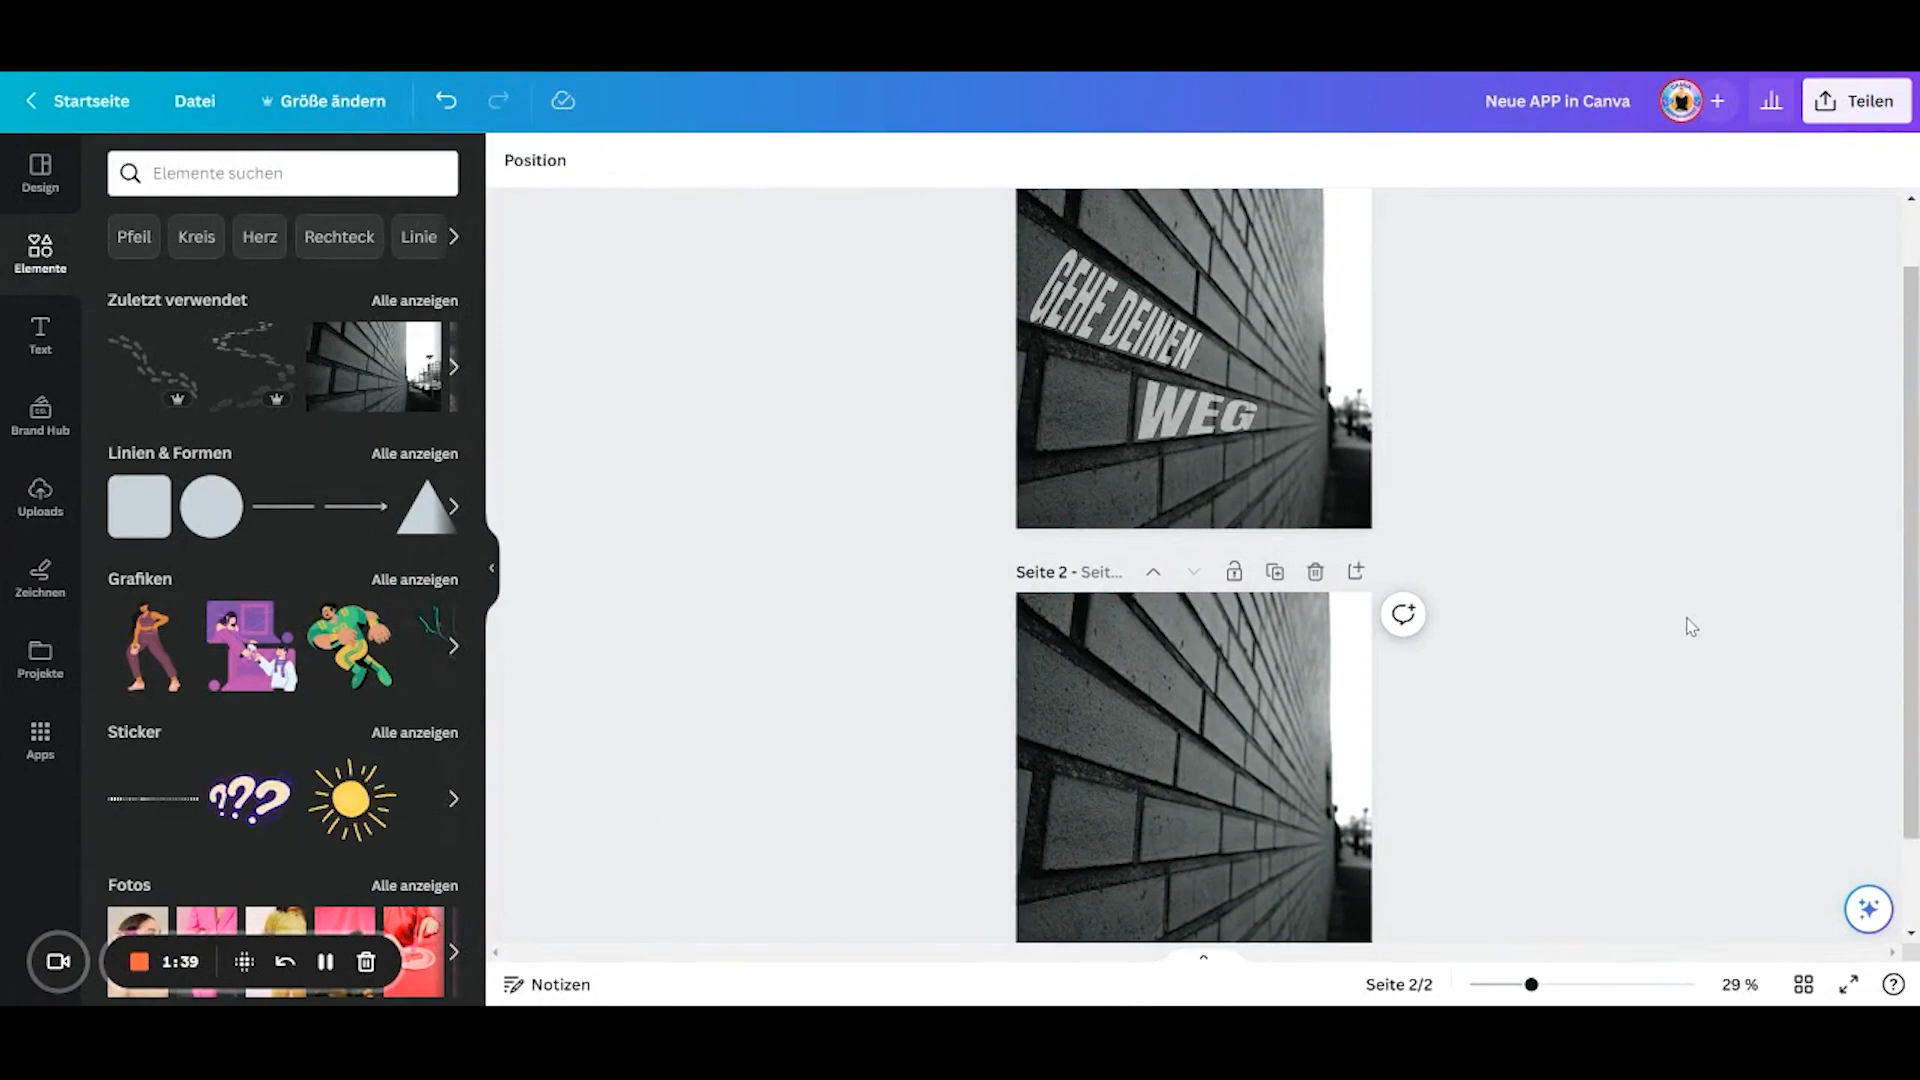 Startseite
Datei
Größe ändern
Neue APP in Canva
Teilen
Design
Elemente
Text
Brand Hub
Uploads
Zeichnen
Projekte
Apps
Elemente suchen
Pfeil
Kreis
Herz
Rechteck
Linie
Zuletzt verwendet
Alle anzeigen
Linien & Formen
Alle anzeigen
Grafiken
Alle anzeigen
Sticker
Alle anzeigen
???
Fotos
Alle anzeigen
1:39
Position
GEHE DEINEN
WEG
Seite 2 - Seit...
Notizen
Seite 2/2
29 %